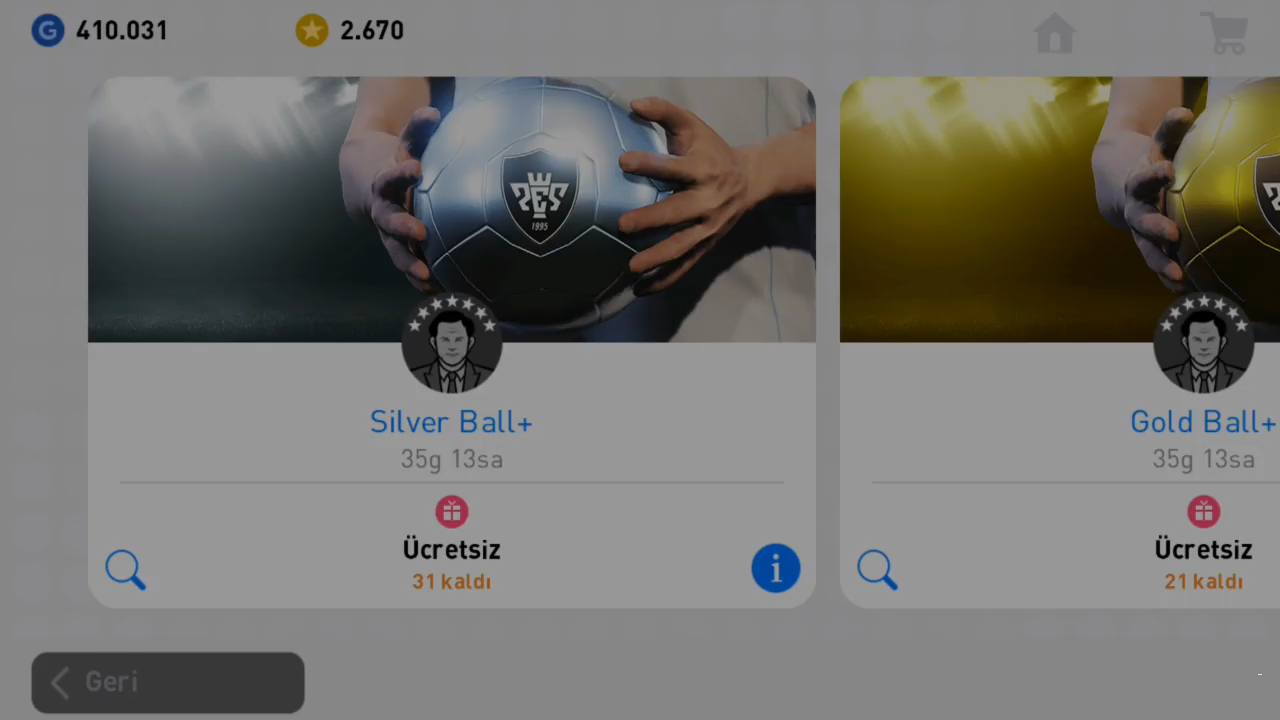 G 410.031
2.670
PES
1995
Silver Ball+
35g 13sa
Ücretsiz
31 kaldı
i
Gold Ball+
35g 13sa
Ücretsiz
21 kaldı
Geri